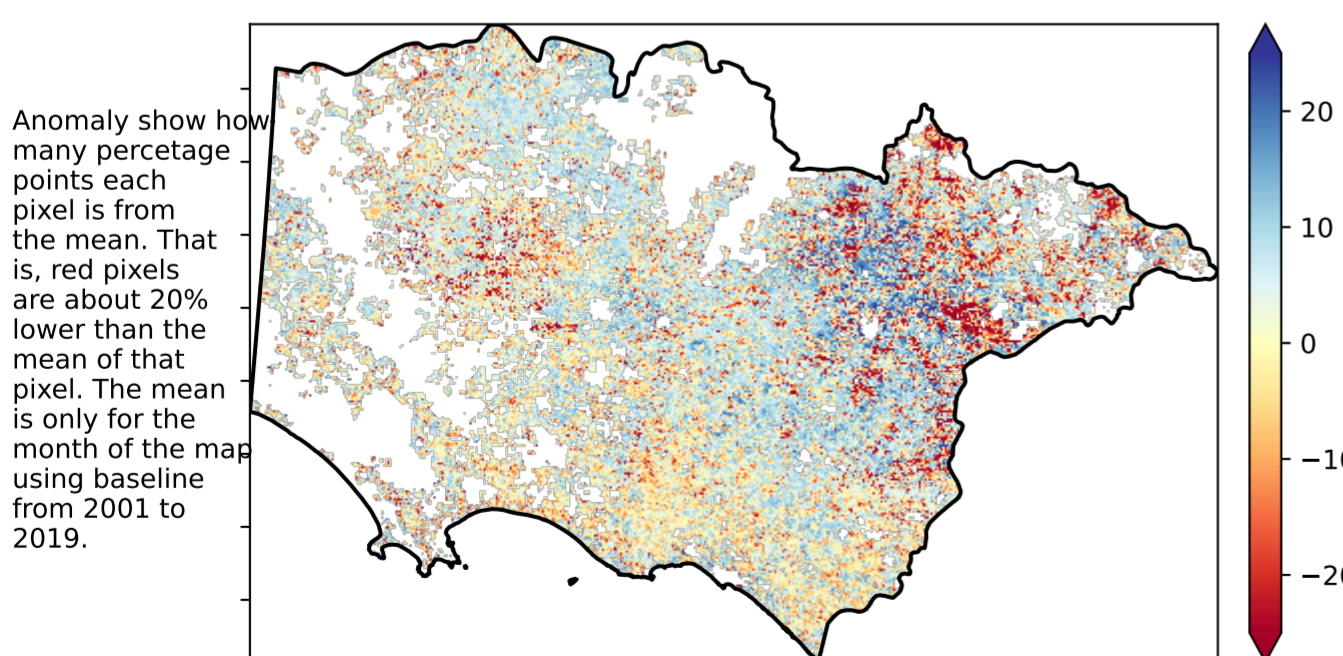 Anomaly show how
many percetage
points each
pixel is from
the mean. That
is, red pixels
are about 20%
lower than the
mean of that
pixel. The mean
is only for the
month of the map
using baseline
from 2001 to
2019.
20
10
0
−10
−20